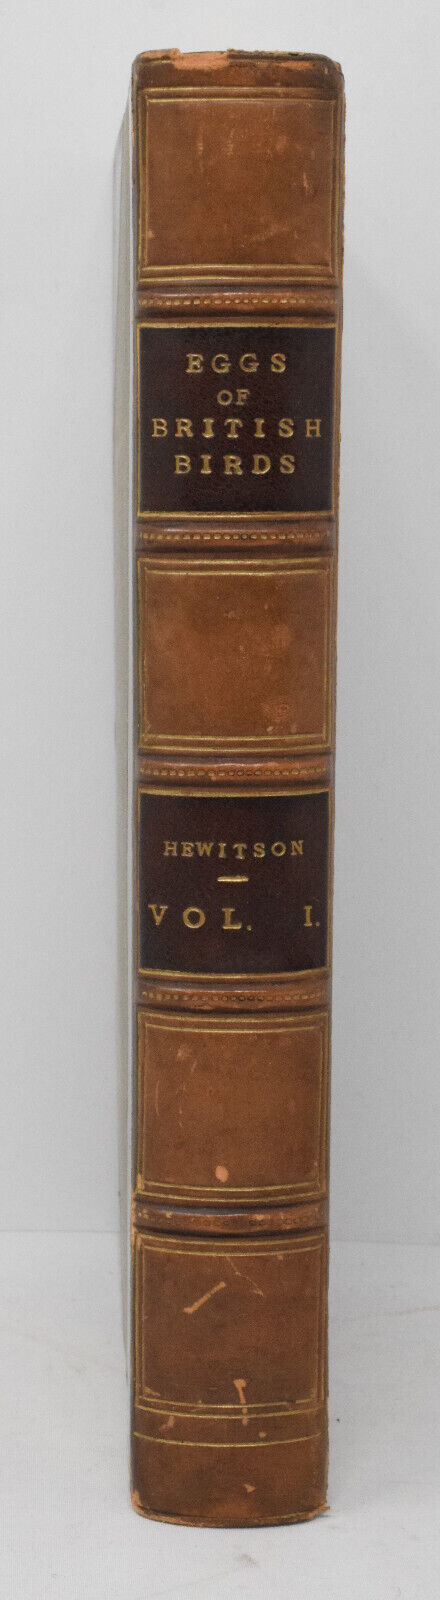 EGGS
OF
BRITISH
BIRDS
HEWITSON
VOL. I.